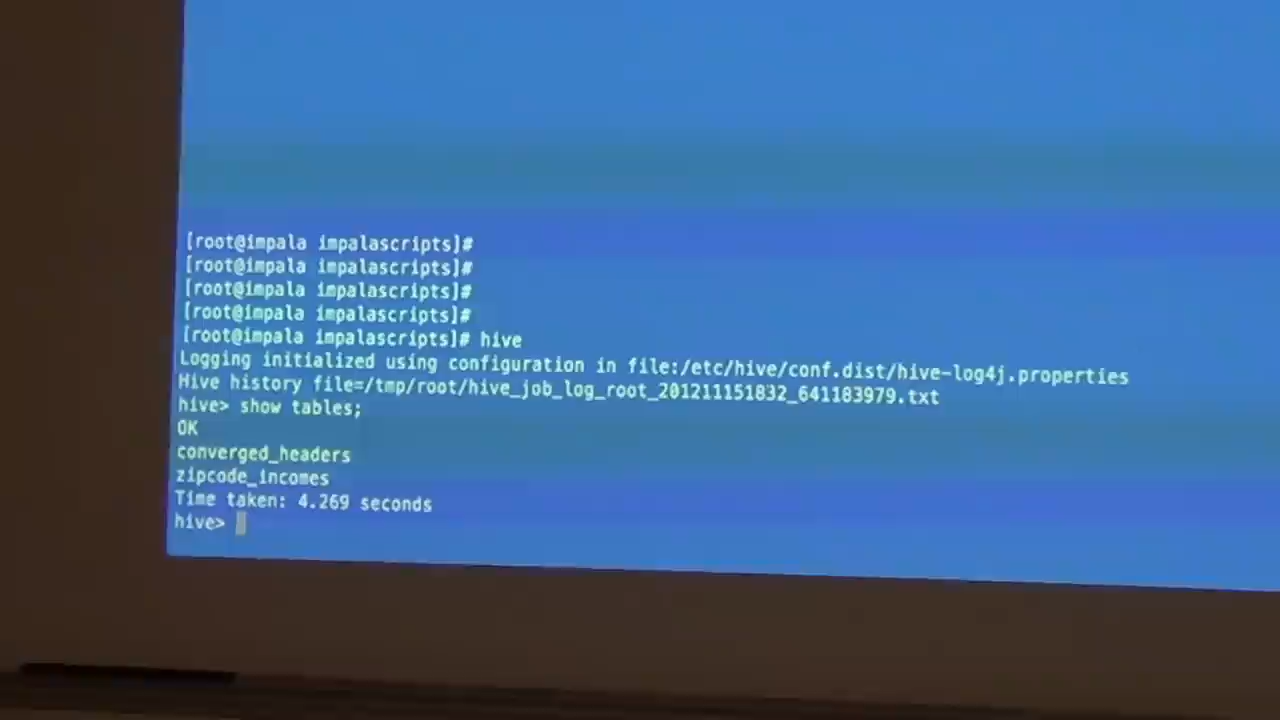 [root@impala impalascripts]#
[root@impala impalascripts]#
[root@impala impalascripts]#
[root@impala impalascripts]#
[root@impala impalascripts]# hive
Logging initialized using configuration in file:/etc/hive/conf.dist/hive-log4j.properties
Hive history file=/tmp/root/hive_job_log_root_201211151832_641183979.txt
hive> show tables;
OK
converged_headers
zipcode_incomes
Time taken: 4.269 seconds
hive>